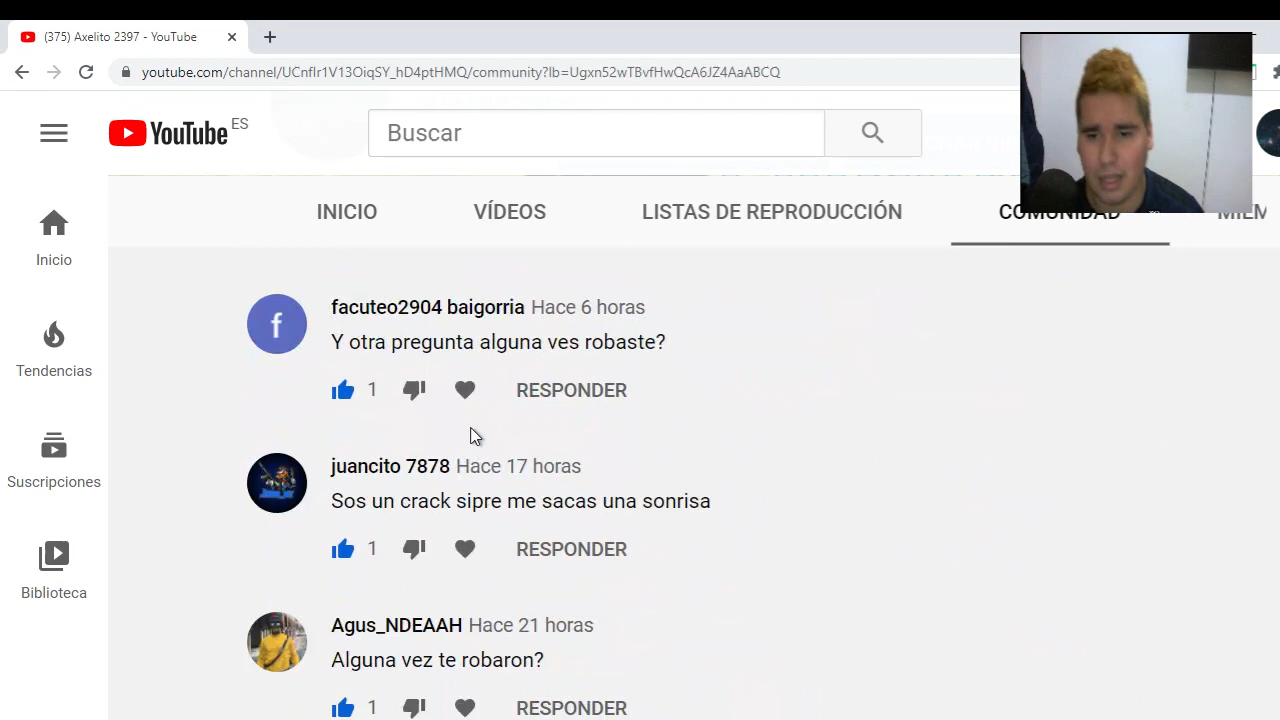 (375) Axelito 2397 - YouTube
youtube.com/channel/UCnfIr1V13OiqSY_hD4ptHMQ/community?lb=Ugxn52wTBvfHwQcA6JZ4AaABCQ
YouTube ES
Buscar
INICIO VÍDEOS LISTAS DE REPRODUCCIÓN COMUNIDAD
Inicio
Tendencias
Suscripciones
Biblioteca
f
facuteo2904 baigorria Hace 6 horas
Y otra pregunta alguna ves robaste?
1 RESPONDER
juancito 7878 Hace 17 horas
Sos un crack sipre me sacas una sonrisa
1 RESPONDER
Agus_NDEAAH Hace 21 horas
Alguna vez te robaron?
1 RESPONDER